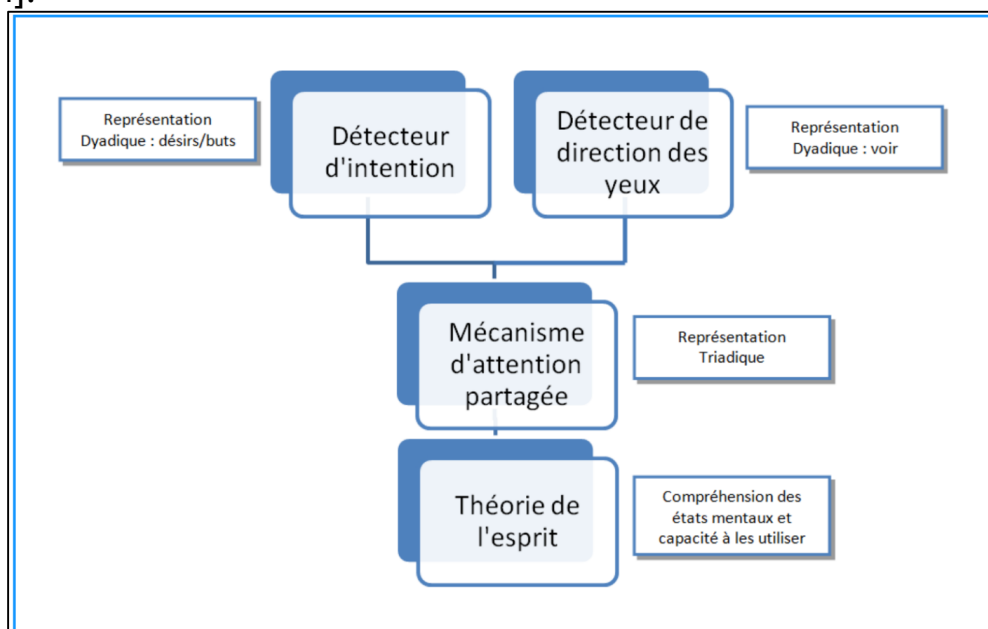 Représentation
Dyadique : désirs/buts
Détecteur
d'intention
Détecteur de
direction des
yeux
Représentation
Dyadique : voir
Mécanisme
d'attention
partagée
Représentation
Triadique
Théorie de
l'esprit
Compréhension des
états mentaux et
capacité à les utiliser